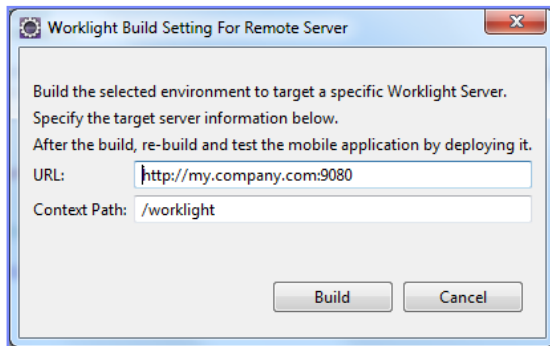 Worklight Build Setting For Remote Server
Build the selected environment to target a specific Worklight Server.
Specify the target server information below.
After the build, re-build and test the mobile application by deploying it.
URL: http://my.company.com:9080
Context Path: /worklight
Build Cancel